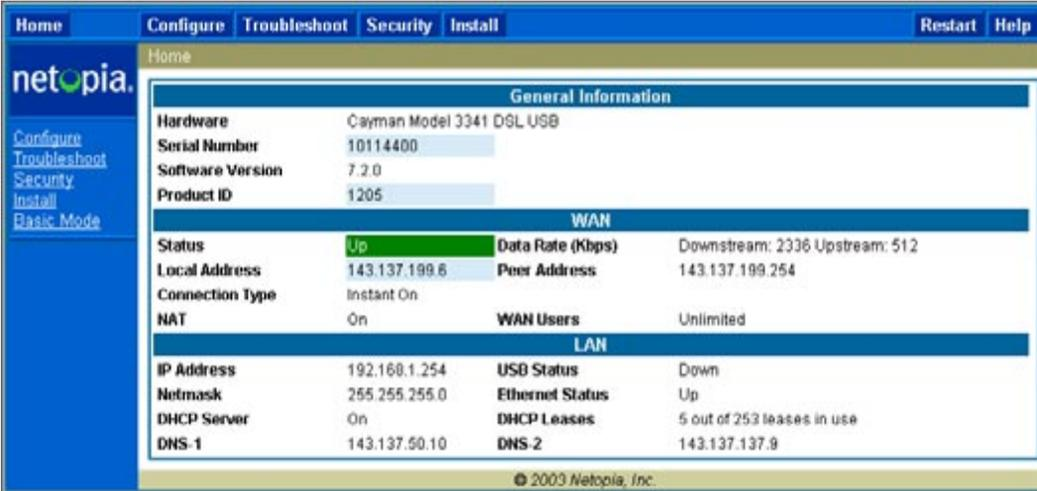 Home Configure Troubleshoot Security Install Restart Help
netopia.
Configure
Troubleshoot
Security
Install
Basic Mode
Home
General Information
Hardware Cayman Model 3341 DSL USB
Serial Number 10114400
Software Version 7.2.0
Product ID 1205
WAN
Status Up Data Rate (Kbps) Downstream: 2336 Upstream: 512
Local Address 143.137.199.6 Peer Address 143.137.199.254
Connection Type Instant On
NAT On WAN Users Unlimited
LAN
IP Address 192.168.1.254 USB Status Down
Netmask 255.255.255.0 Ethernet Status Up
DHCP Server On DHCP Leases 5 out of 253 leases in use
DNS-1 143.137.50.10 DNS-2 143.137.137.9
© 2003 Netopia, Inc.